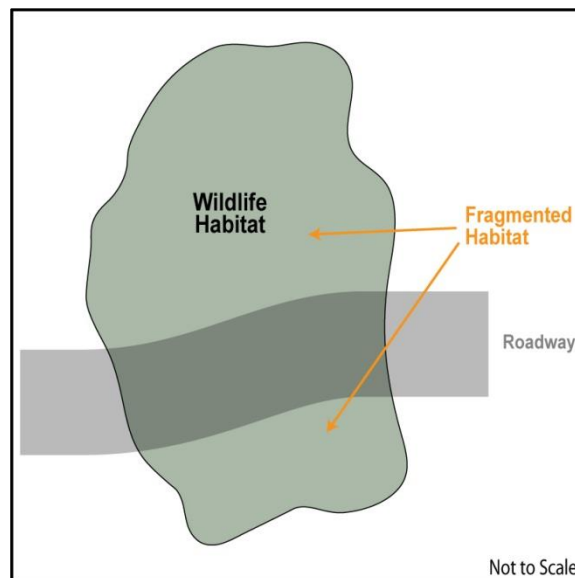 Wildlife
Habitat
Fragmented
Habitat
Roadway
Not to Scale